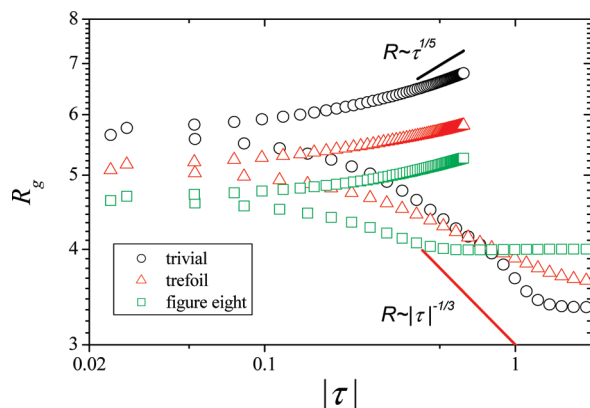 8
7
6
5
4
3
R_g
R~τ^{1/5}
R~|τ|^{-1/3}
trivial
trefoil
figure eight
0.02
0.1
1
|τ|